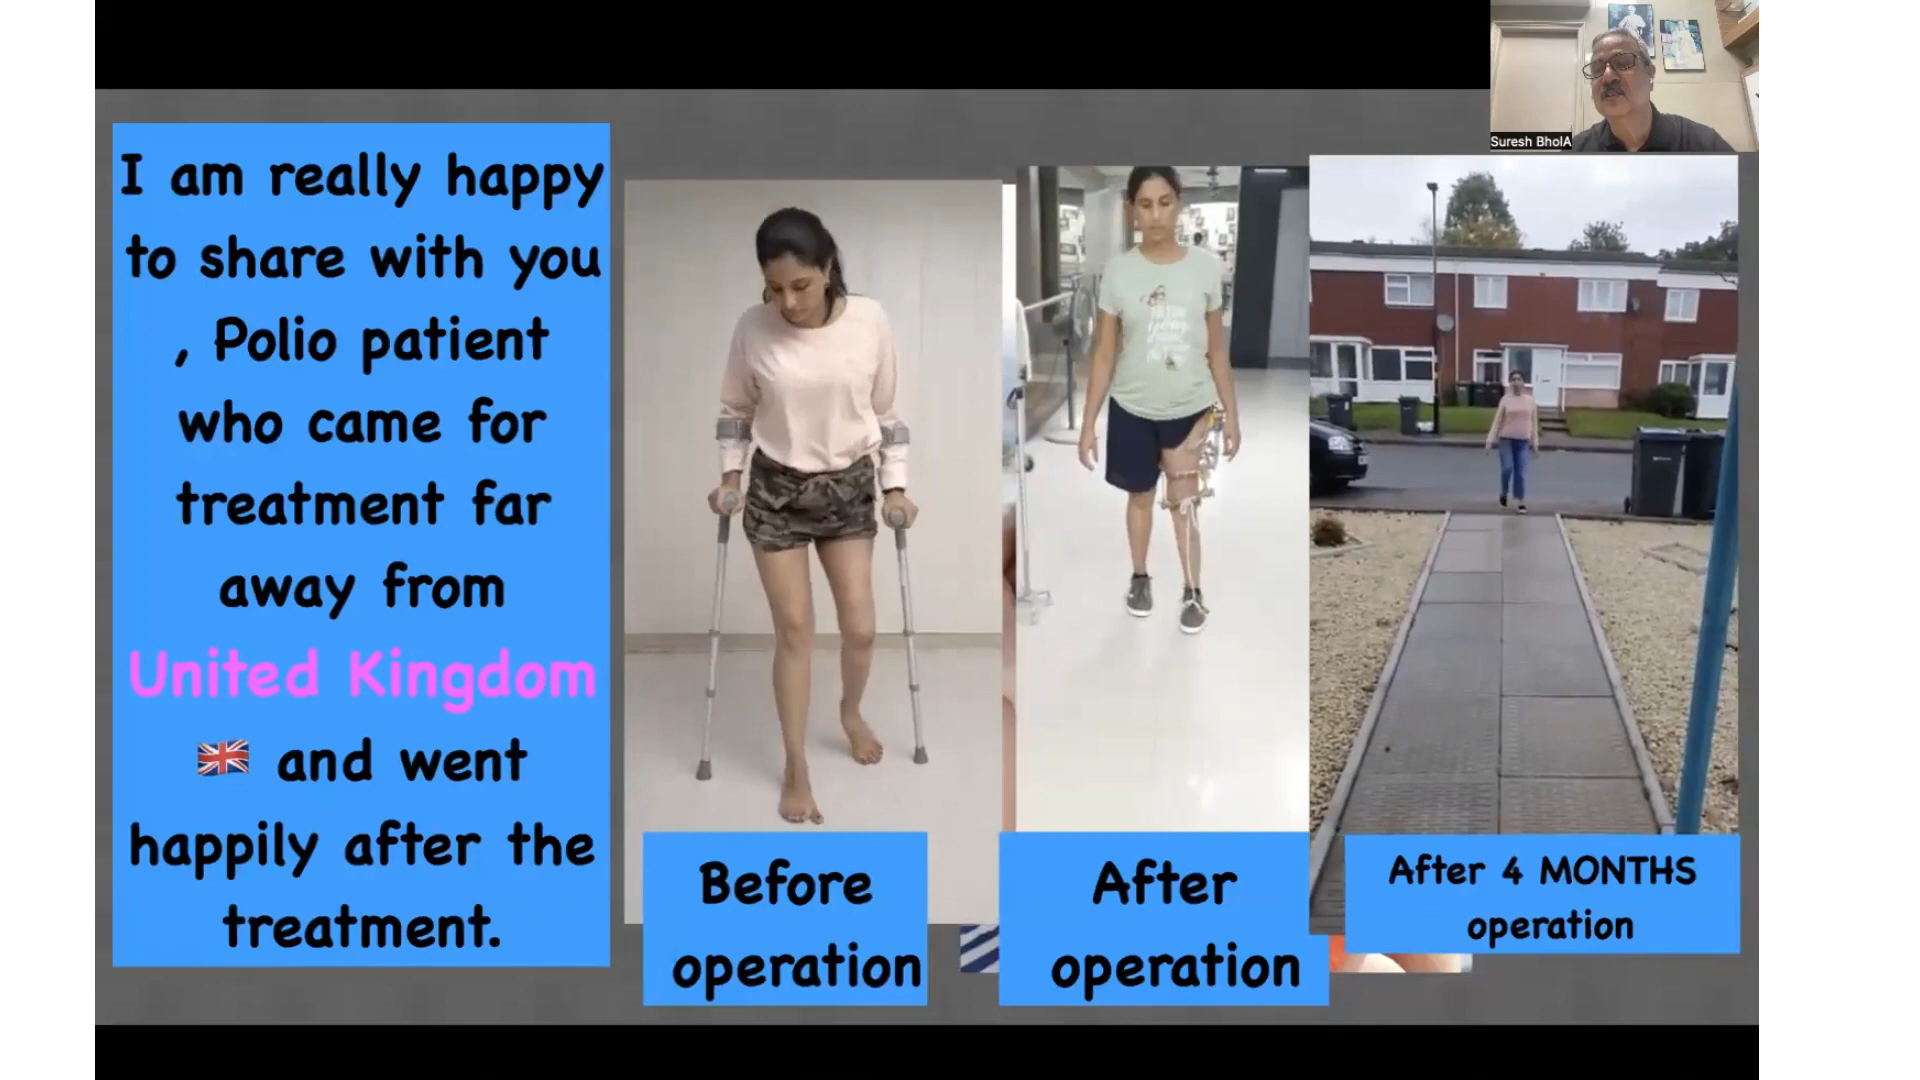 Suresh BholA
I am really happy
to share with you
, Polio patient
who came for
treatment far
away from
United Kingdom
🇬🇧 and went
happily after the
treatment.
Before
operation
After
operation
After 4 MONTHS
operation